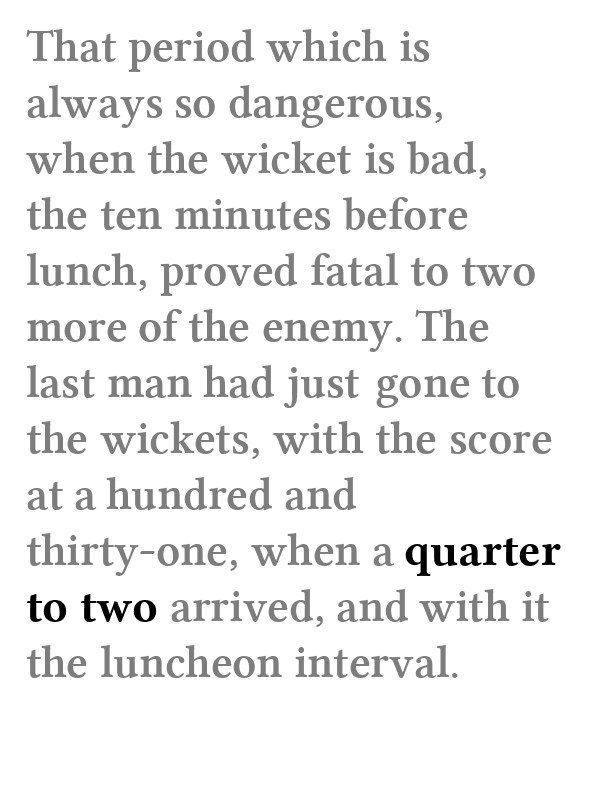 That period which is
always so dangerous,
when the wicket is bad,
the ten minutes before
lunch, proved fatal to two
more of the enemy. The
last man had just gone to
the wickets, with the score
at a hundred and
thirty-one, when a quarter
to two arrived, and with it
the luncheon interval.